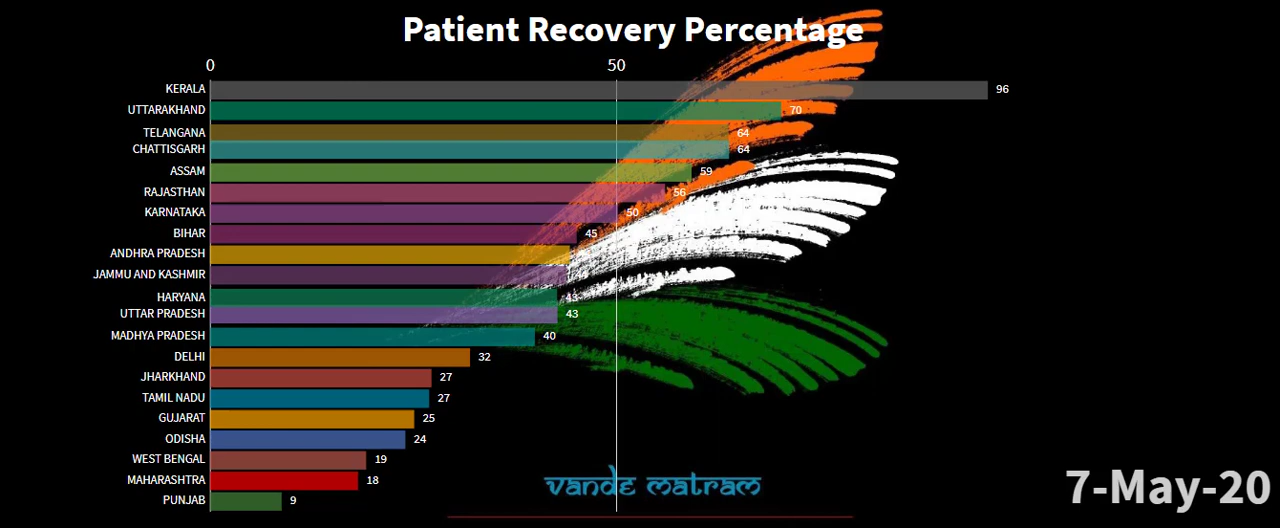 Patient Recovery Percentage
0 50
KERALA 96
UTTARAKHAND 70
TELANGANA 64
CHATTISGARH 64
ASSAM 59
RAJASTHAN 56
KARNATAKA 50
BIHAR 45
ANDHRA PRADESH
JAMMU AND KASHMIR
HARYANA 43
UTTAR PRADESH 43
MADHYA PRADESH 40
DELHI 32
JHARKHAND 27
TAMIL NADU 27
GUJARAT 25
ODISHA 24
WEST BENGAL 19
MAHARASHTRA 18
PUNJAB 9
vande matram
7-May-20